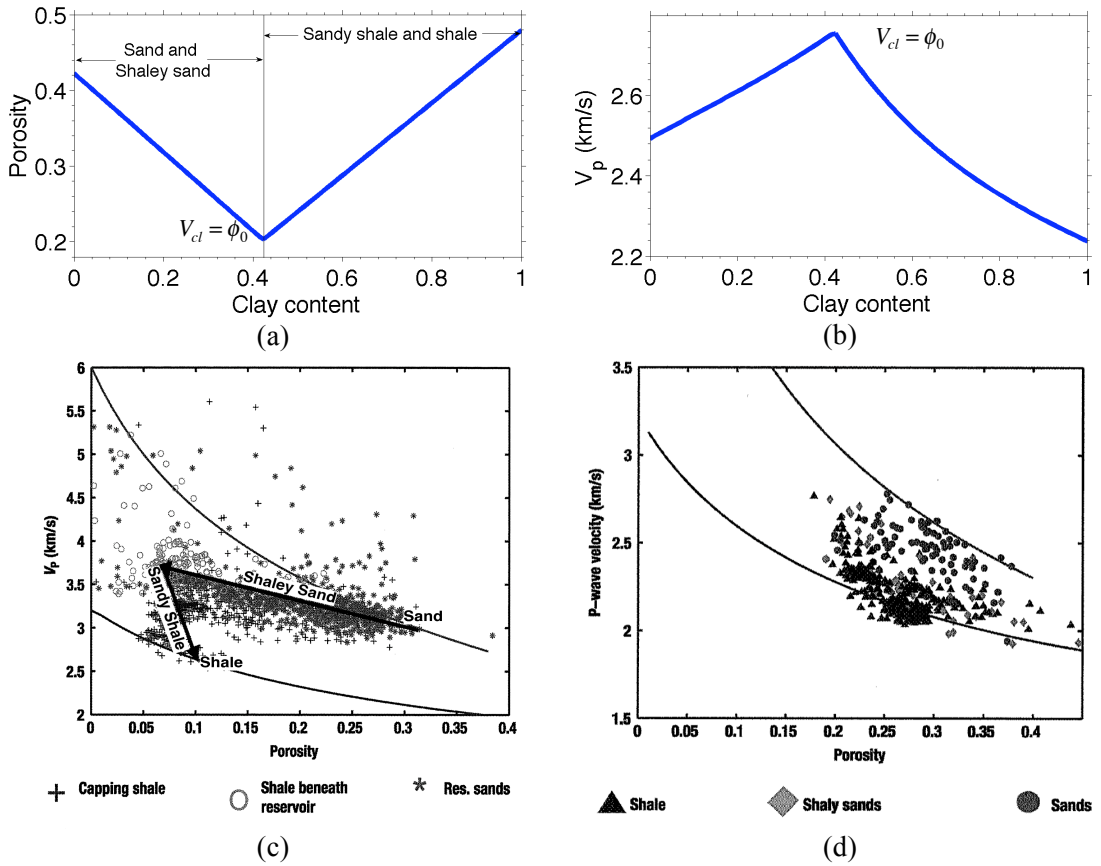 0.5
0.4
0.3
0.2
Porosity
Sand and
Shaley sand
Sandy shale and shale
V_cl = ϕ_0
0 0.2 0.4 0.6 0.8 1
Clay content
(a)
2.6
2.4
2.2
V_p (km/s)
V_cl = ϕ_0
0 0.2 0.4 0.6 0.8 1
Clay content
(b)
6
5.5
5
4.5
4
3.5
3
2.5
2
V_P (km/s)
Shaley Sand
Sand
Sandy Shale
Shale
0 0.05 0.1 0.15 0.2 0.25 0.3 0.35 0.4
Porosity
+ Capping shale
Shale beneath
reservoir
* Res. sands
(c)
3.5
3
2.5
2
1.5
P-wave velocity (km/s)
0 0.05 0.1 0.15 0.2 0.25 0.3 0.35 0.4
Porosity
Shale
Shaly sands
Sands
(d)